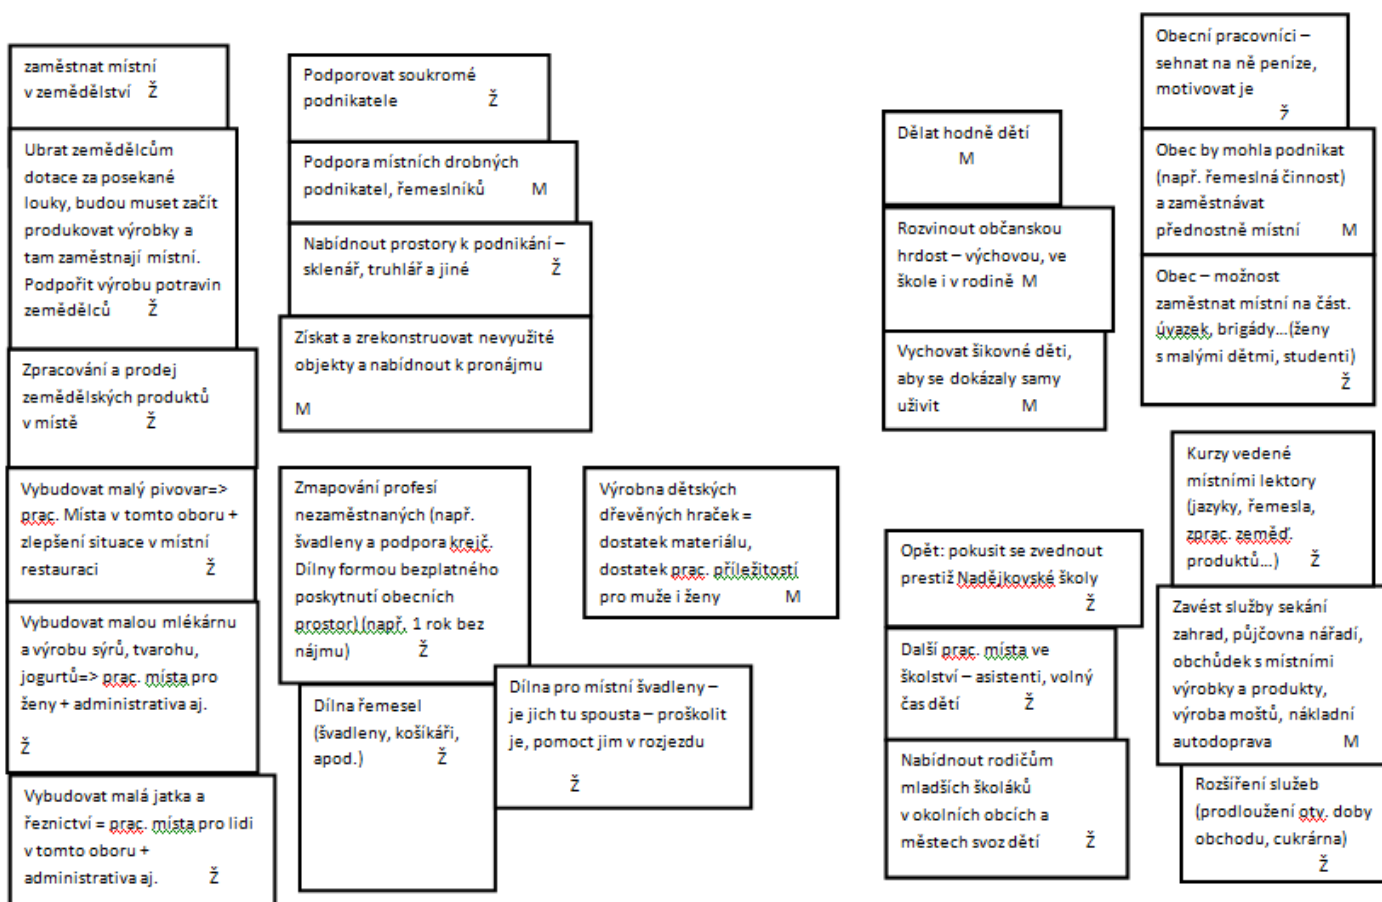 zaměstnat místní
v zemědělství Ž
Ubrat zemědělcům
dotace za posekané
louky, budou muset začít
produkovat výrobky a
tam zaměstnají místní.
Podpořit výrobu potravin
zemědělců Ž
Zpracování a prodej
zemědělských produktů
v místě Ž
Vybudovat malý pivovar=>
prac. Místa v tomto oboru +
zlepšení situace v místní
restauraci Ž
Vybudovat malou mlékárnu
a výrobu sýrů, tvarohu,
jogurtů=> prac. místa pro
ženy + administrativa aj.
Ž
Vybudovat malá jatka a
řeznictví = prac. místa pro lidi
v tomto oboru +
administrativa aj. Ž
Podporovat soukromé
podnikatele Ž
Podpora místních drobných
podnikatel, řemeslníků M
Nabídnout prostory k podnikání –
sklenář, truhlář a jiné Ž
Získat a zrekonstruovat nevyužité
objekty a nabídnout k pronájmu
M
Zmapování profesí
nezaměstnaných (např.
švadleny a podpora krejč.
Dílny formou bezplatného
poskytnutí obecních
prostor) (např. 1 rok bez
nájmu) Ž
Dílna řemesel
(švadleny, košíkáři,
apod.) Ž
Výrobna dětských
dřevěných hraček =
dostatek materiálu,
dostatek prac. příležitostí
pro muže i ženy M
Dílna pro místní švadleny –
je jich tu spousta – proškolit
je, pomoct jim v rozjezdu
Ž
Dělat hodně dětí
M
Rozvinout občanskou
hrdost – výchovou, ve
škole i v rodině M
Vychovat šikovné děti,
aby se dokázaly samy
uživit M
Opět: pokusit se zvednout
prestiž Nadějkovské školy
Ž
Další prac. místa ve
školství – asistenti, volný
čas dětí Ž
Nabídnout rodičům
mladších školáků
v okolních obcích a
městech svoz dětí Ž
Obecní pracovníci –
sehnat na ně peníze,
motivovat je
Ž
Obec by mohla podnikat
(např. řemeslná činnost)
a zaměstnávat
přednostně místní M
Obec – možnost
zaměstnat místní na část.
úvazek, brigády…(ženy
s malými dětmi, studenti)
Ž
Kurzy vedené
místními lektory
(jazyky, řemesla,
zprac. zeměď.
produktů…) Ž
Zavést služby sekání
zahrad, půjčovna nářadí,
obchůdek s místními
výrobky a produkty,
výroba moštů, nákladní
autodoprava M
Rozšíření služeb
(prodloužení otv. doby
obchodu, cukrárna)
Ž